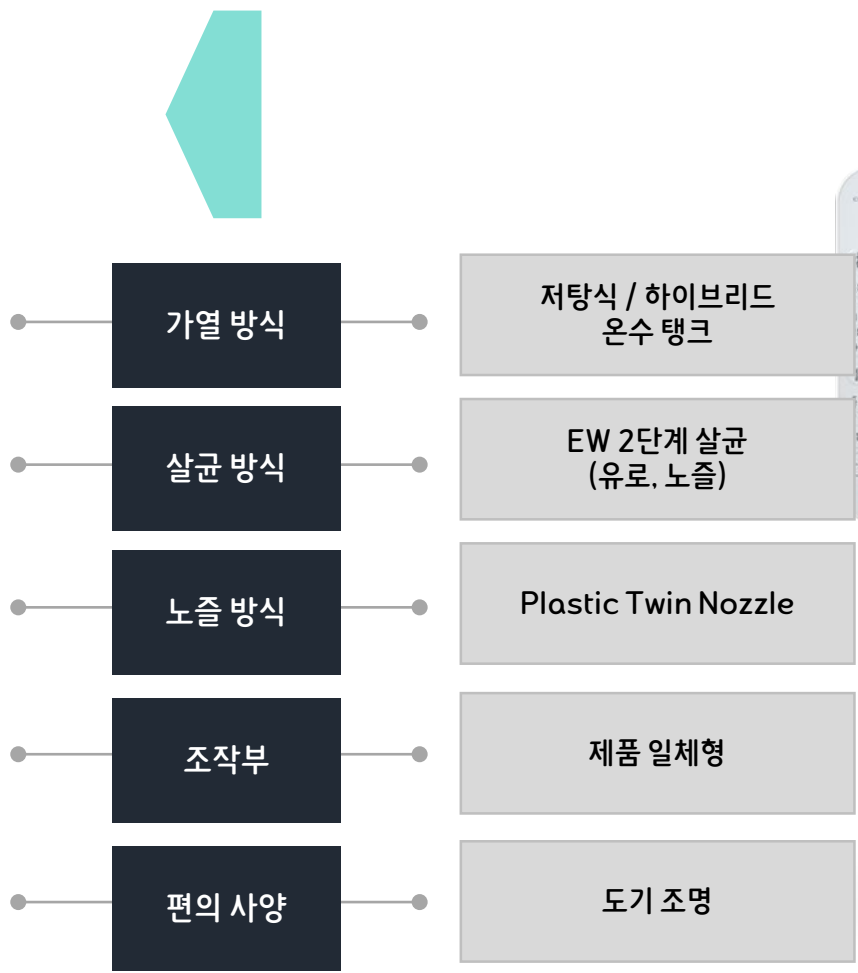 가열 방식
저탕식 / 하이브리드
온수 탱크
살균 방식
EW 2단계 살균
(유로, 노즐)
노즐 방식
Plastic Twin Nozzle
조작부
제품 일체형
편의 사양
도기 조명